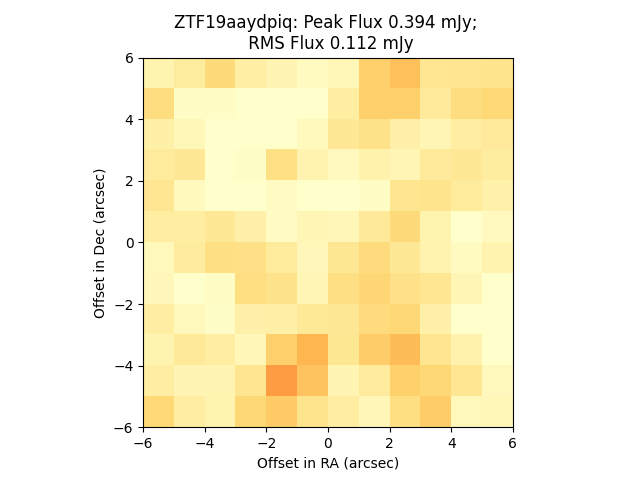 ZTF19aaydpiq: Peak Flux 0.394 mJy;
RMS Flux 0.112 mJy
6
4
2
0
−2
−4
−6
Offset in Dec (arcsec)
−6 −4 −2 0 2 4 6
Offset in RA (arcsec)